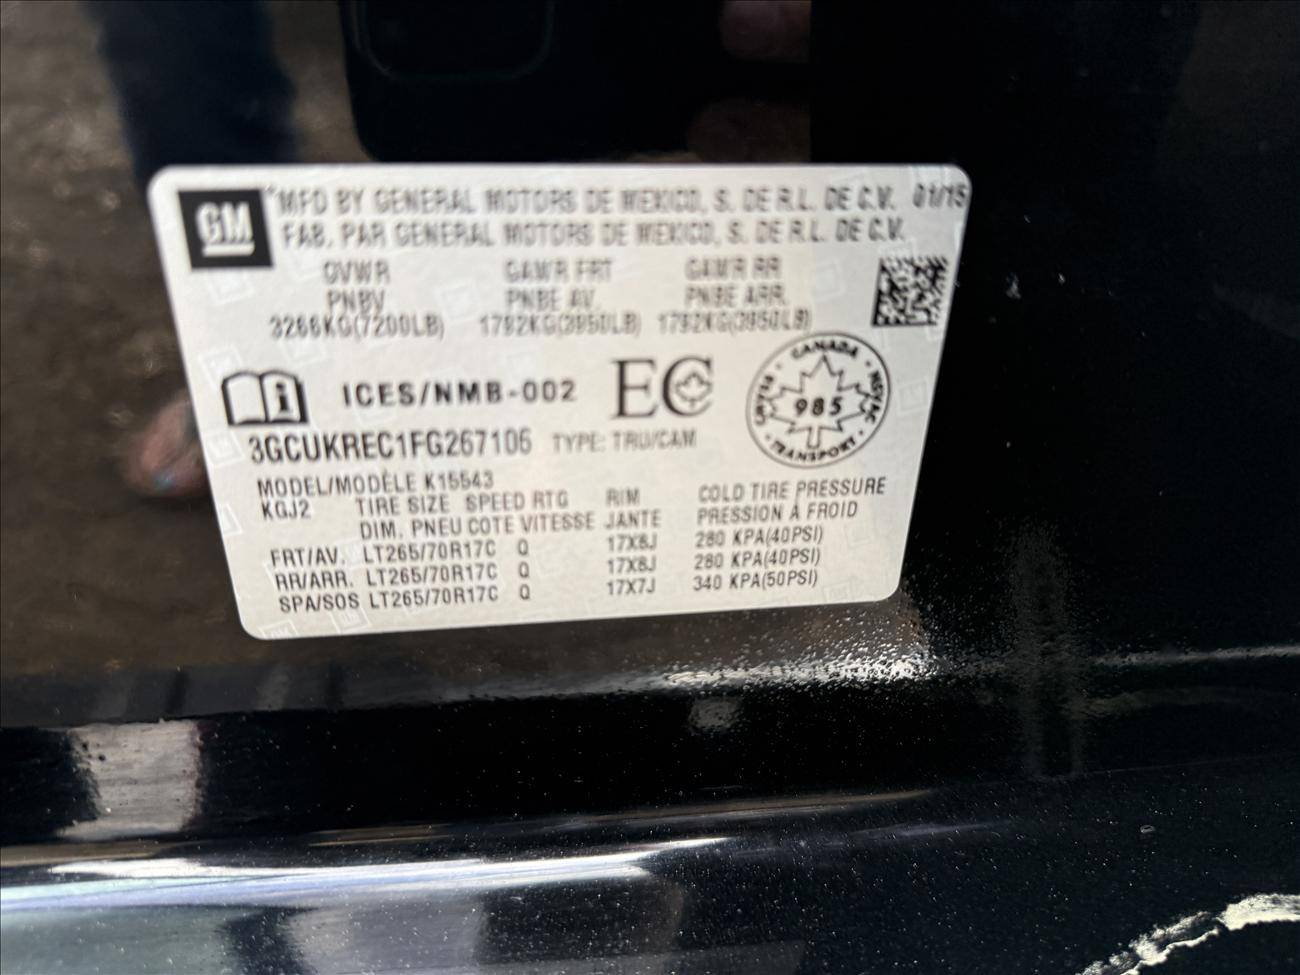 GM
MFD BY GENERAL MOTORS DE MEXICO, S. DE R.L. DE C.V. 01/15
FAB. PAR GENERAL MOTORS DE MEXICO, S. DE R.L. DE C.V.
GVWR GAWR FRT GAWR RR
PNBV PNBE AV. PNBE ARR.
3266KG(7200LB) 1792KG(3950LB) 1792KG(3950LB)
ICES/NMB-002 EC
CANADA
985
TRANSPORT
3GCUKREC1FG267106 TYPE: TRU/CAM
MODEL/MODÈLE K15543
KGJ2 TIRE SIZE SPEED RTG RIM COLD TIRE PRESSURE
DIM. PNEU COTE VITESSE JANTE PRESSION À FROID
FRT/AV. LT265/70R17C Q 17X8J 280 KPA(40PSI)
RR/ARR. LT265/70R17C Q 17X8J 280 KPA(40PSI)
SPA/SOS LT265/70R17C Q 17X7J 340 KPA(50PSI)